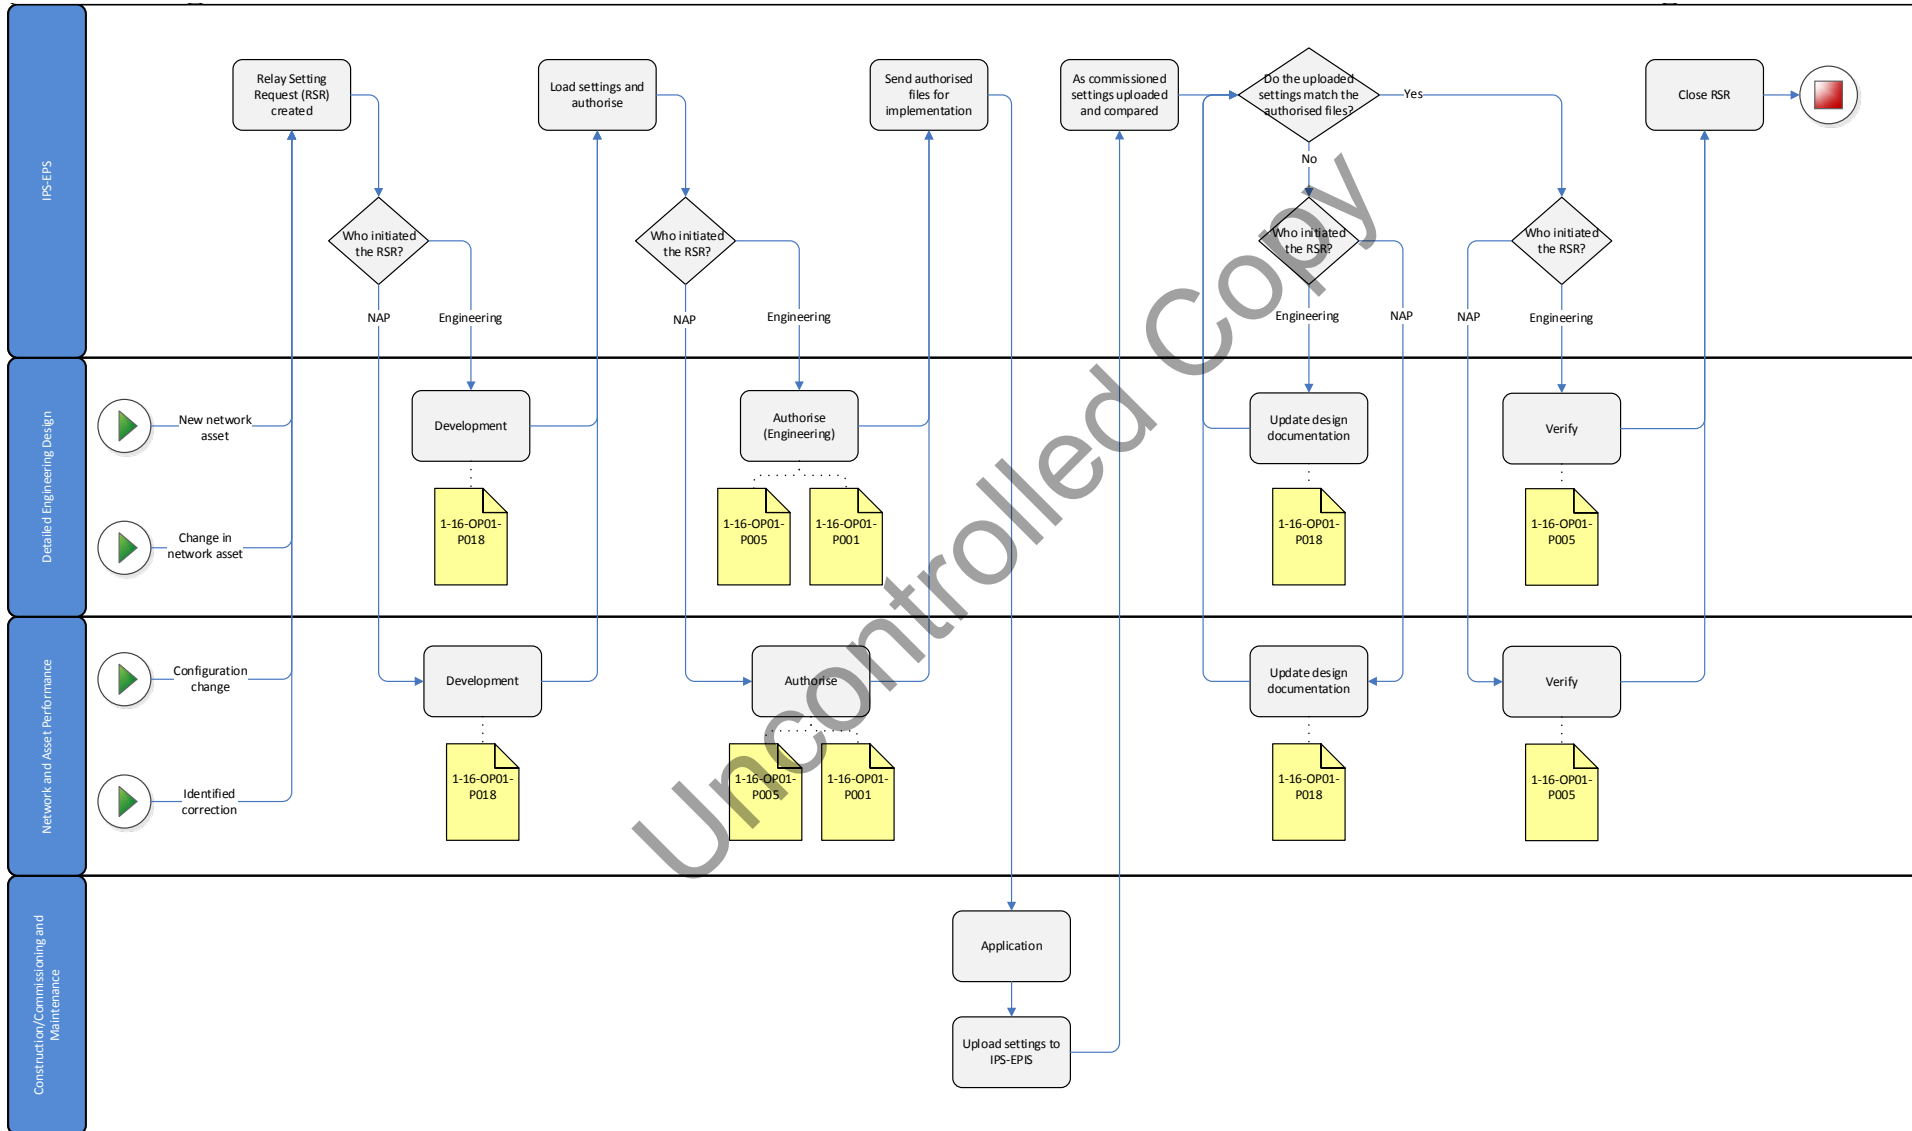 IPS-EPS
Relay Setting
Request (RSR)
created
Load settings and
authorise
Send authorised
files for
implementation
As commissioned
settings uploaded
and compared
Do the uploaded
settings match the
authorised files?
Yes
No
Close RSR
Who initiated
the RSR?
NAP
Engineering
Who initiated
the RSR?
NAP
Engineering
Who initiated
the RSR?
Engineering
NAP
Who initiated
the RSR?
NAP
Engineering
Detailed Engineering Design
New network
asset
Change in
network asset
Development
1-16-OP01-
P018
Authorise
(Engineering)
1-16-OP01-
P005
1-16-OP01-
P001
Update design
documentation
1-16-OP01-
P018
Verify
1-16-OP01-
P005
Network and Asset Performance
Configuration
change
Identified
correction
Development
1-16-OP01-
P018
Authorise
1-16-OP01-
P005
1-16-OP01-
P001
Update design
documentation
1-16-OP01-
P018
Verify
1-16-OP01-
P005
Construction/Commissioning and
Maintenance
Application
Upload settings to
IPS-EPIS
Uncontrolled Copy